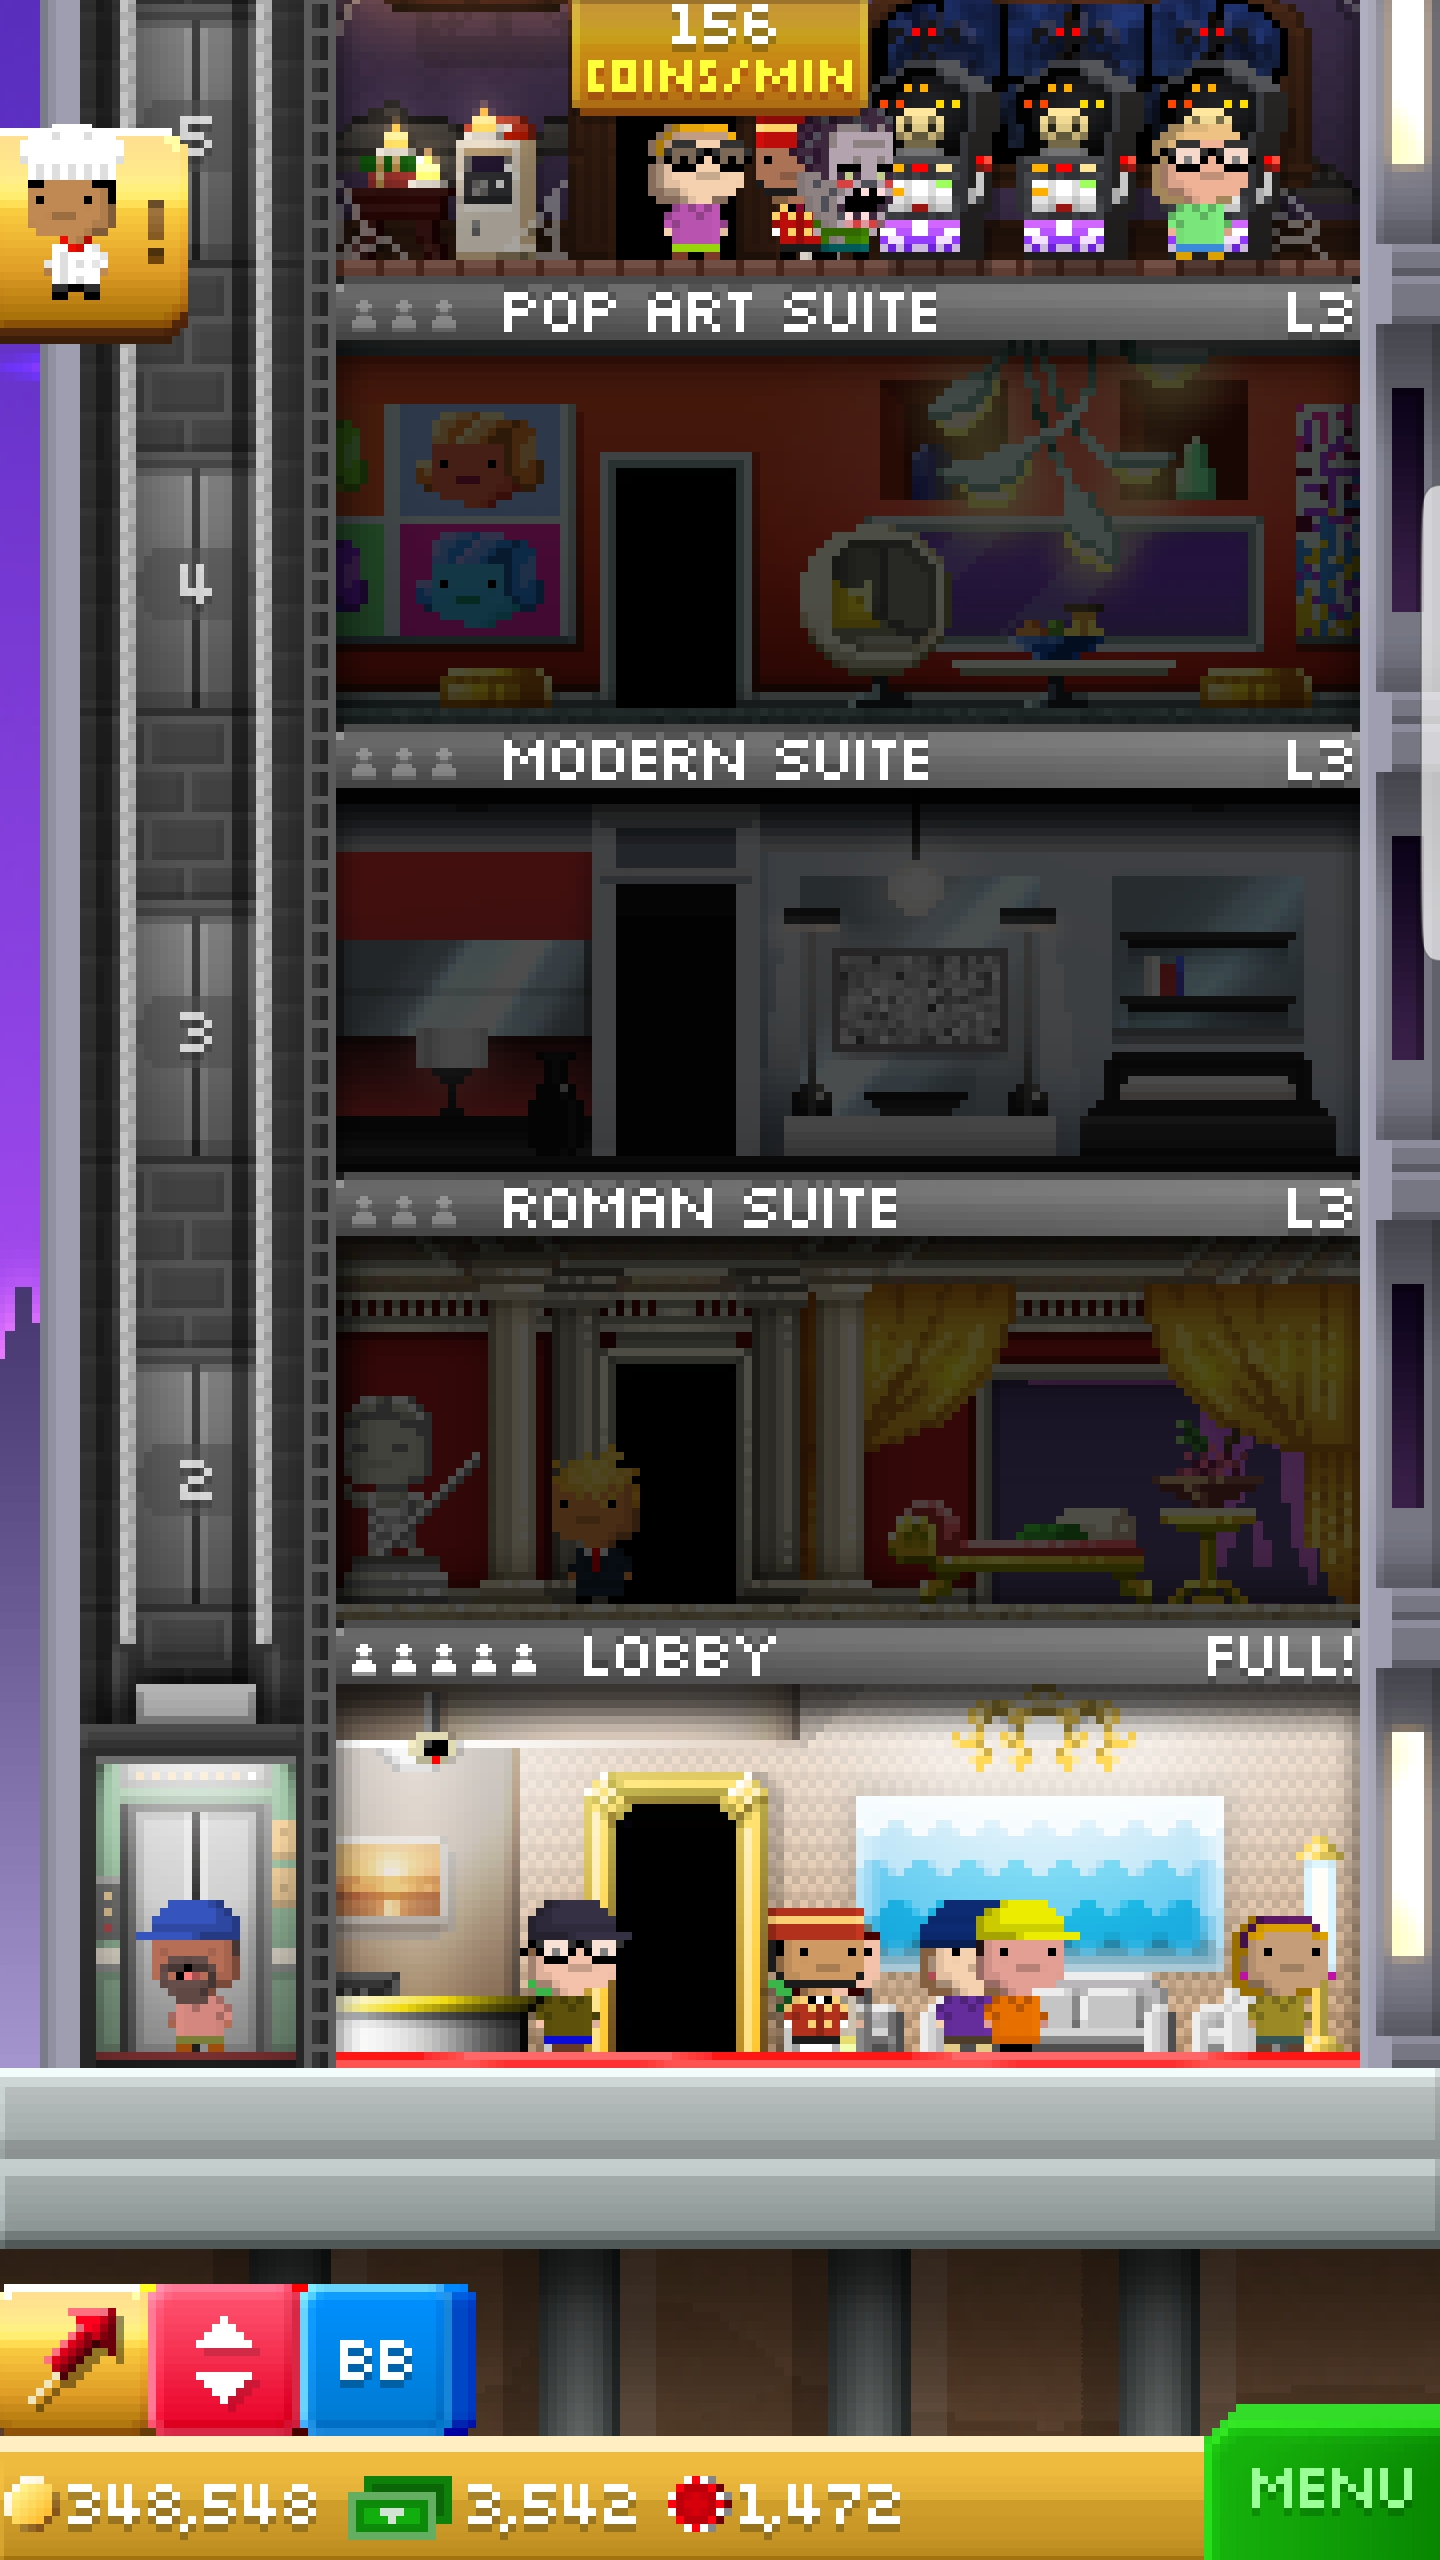 156
COINS/MIN
5
!
POP ART SUITE L3
4
MODERN SUITE L3
3
ROMAN SUITE L3
2
LOBBY FULL!
BB
348,548 3,542 1,472 MENU